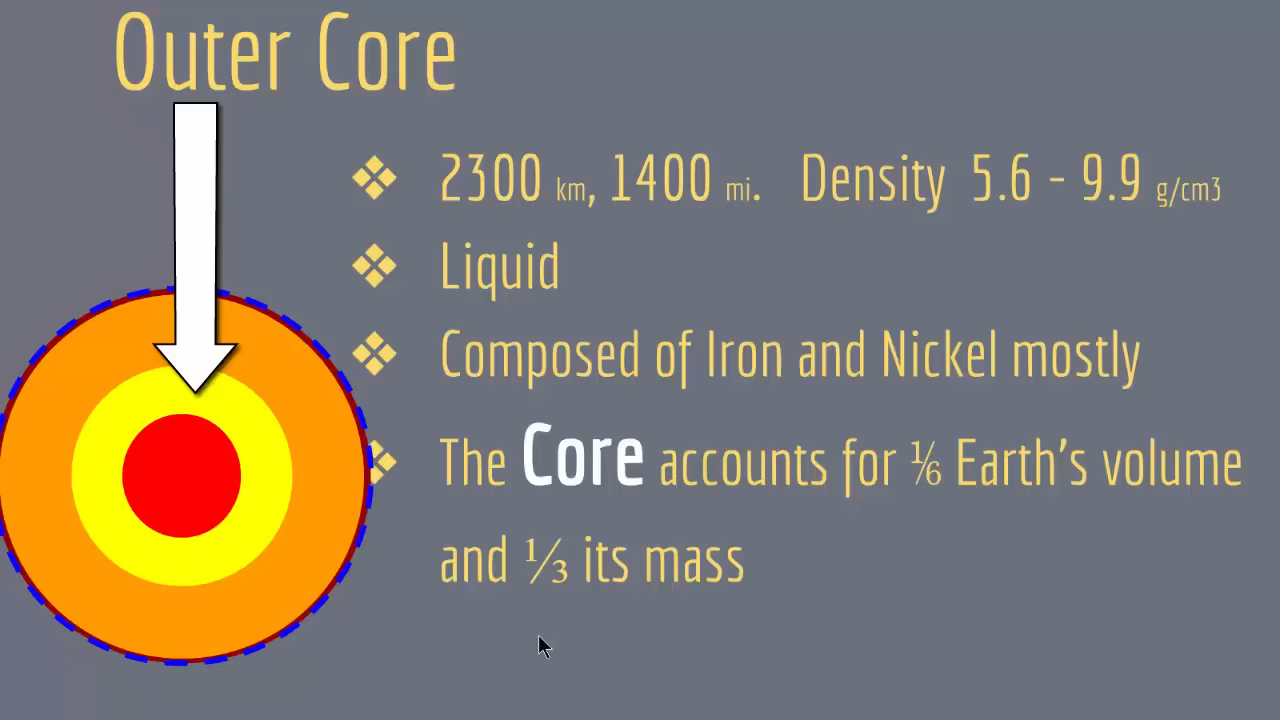 Outer Core
❖ 2300 km, 1400 mi. Density 5.6 - 9.9 g/cm3
❖ Liquid
❖ Composed of Iron and Nickel mostly
❖ The Core accounts for ⅙ Earth's volume
and ⅓ its mass